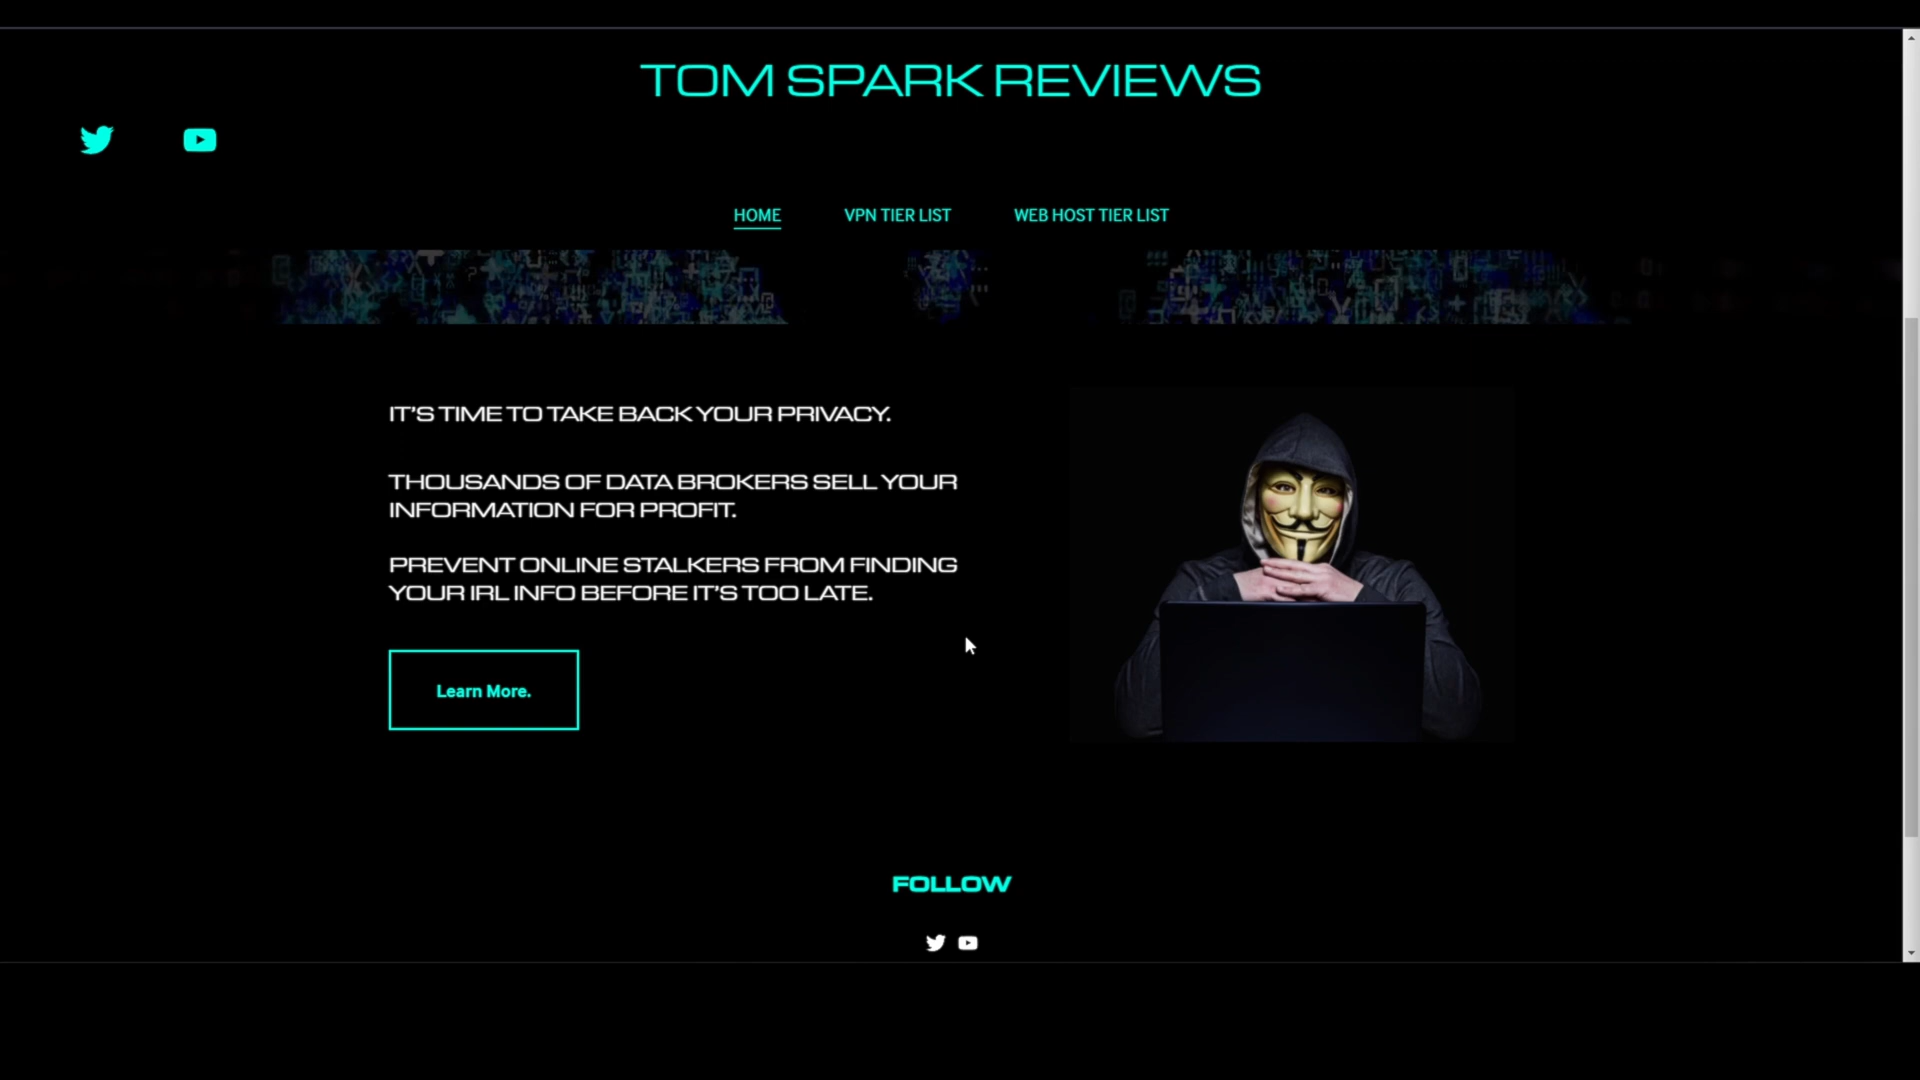 TOM SPARK REVIEWS
HOME VPN TIER LIST WEB HOST TIER LIST
IT'S TIME TO TAKE BACK YOUR PRIVACY.
THOUSANDS OF DATA BROKERS SELL YOUR
INFORMATION FOR PROFIT.
PREVENT ONLINE STALKERS FROM FINDING
YOUR IRL INFO BEFORE IT'S TOO LATE.
Learn More.
FOLLOW